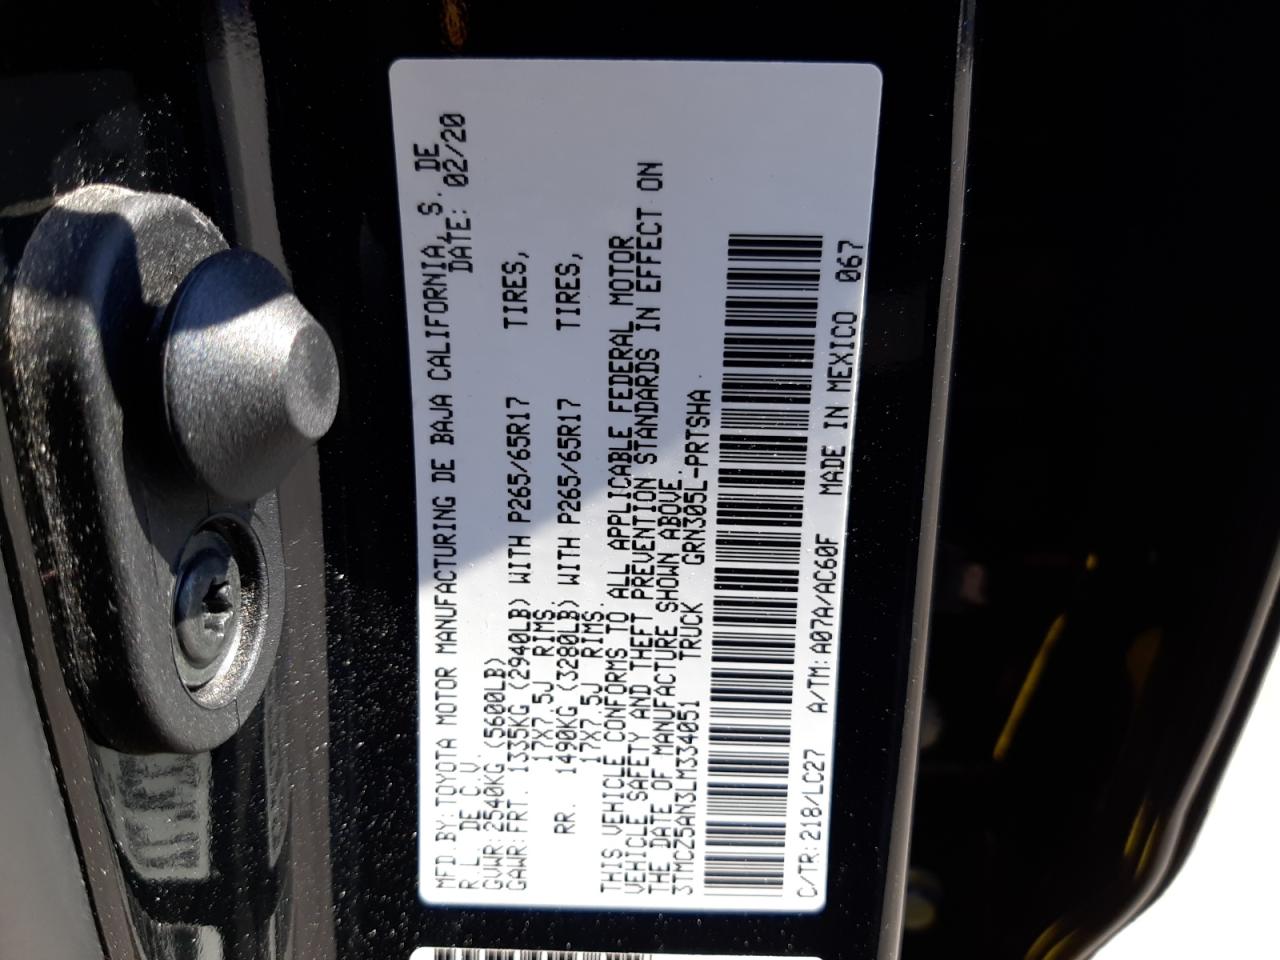 MFD BY: TOYOTA MOTOR MANUFACTURING DE BAJA CALIFORNIA, S. DE
R.L. DE C.V. DATE: 02/20
GVWR: 2540KG (5600LB)
GAWR: FRT. 1335KG (2940LB) WITH P265/65R17 TIRES,
17X7.5J RIMS.
RR. 1490KG (3280LB) WITH P265/65R17 TIRES,
17X7.5J RIMS.
THIS VEHICLE CONFORMS TO ALL APPLICABLE FEDERAL MOTOR
VEHICLE SAFETY AND THEFT PREVENTION STANDARDS IN EFFECT ON
THE DATE OF MANUFACTURE SHOWN ABOVE.
3TMCZ5AN3LM334051 TRUCK GRN305L-PRTSHA
C/TR: 218/LC27 A/TM: A07A/AC60F MADE IN MEXICO 067